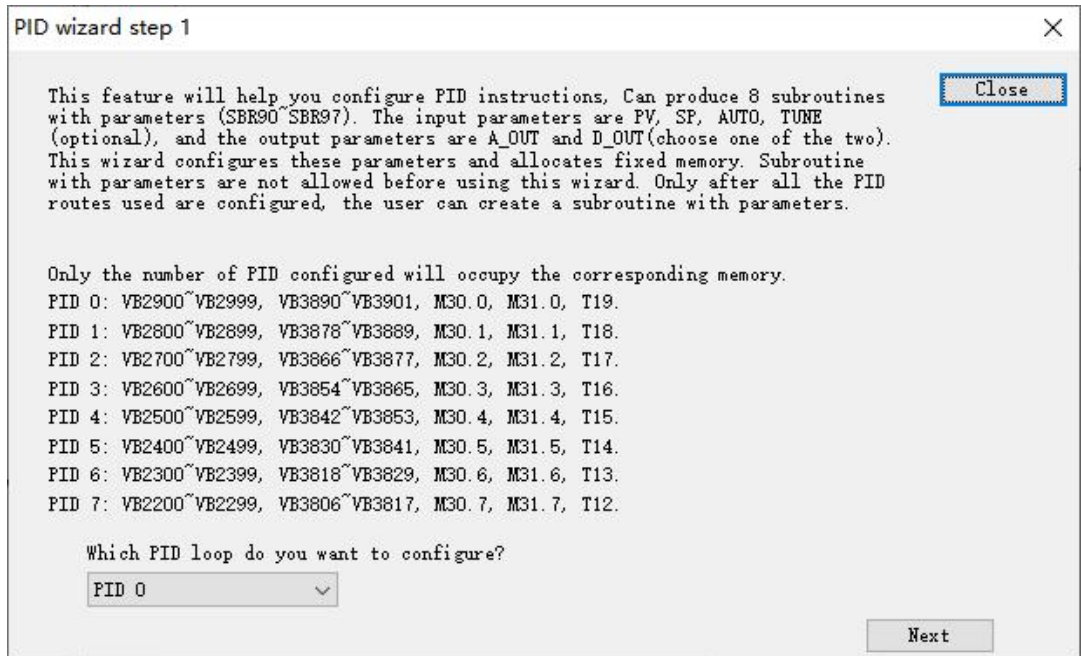 PID wizard step 1
Close
This feature will help you configure PID instructions, Can produce 8 subroutines
with parameters (SBR90~SBR97). The input parameters are PV, SP, AUTO, TUNE
(optional), and the output parameters are A_OUT and D_OUT(choose one of the two).
This wizard configures these parameters and allocates fixed memory. Subroutine
with parameters are not allowed before using this wizard. Only after all the PID
routes used are configured, the user can create a subroutine with parameters.
Only the number of PID configured will occupy the corresponding memory.
PID 0: VB2900~VB2999, VB3890~VB3901, M30.0, M31.0, T19.
PID 1: VB2800~VB2899, VB3878~VB3889, M30.1, M31.1, T18.
PID 2: VB2700~VB2799, VB3866~VB3877, M30.2, M31.2, T17.
PID 3: VB2600~VB2699, VB3854~VB3865, M30.3, M31.3, T16.
PID 4: VB2500~VB2599, VB3842~VB3853, M30.4, M31.4, T15.
PID 5: VB2400~VB2499, VB3830~VB3841, M30.5, M31.5, T14.
PID 6: VB2300~VB2399, VB3818~VB3829, M30.6, M31.6, T13.
PID 7: VB2200~VB2299, VB3806~VB3817, M30.7, M31.7, T12.
Which PID loop do you want to configure?
PID 0
Next